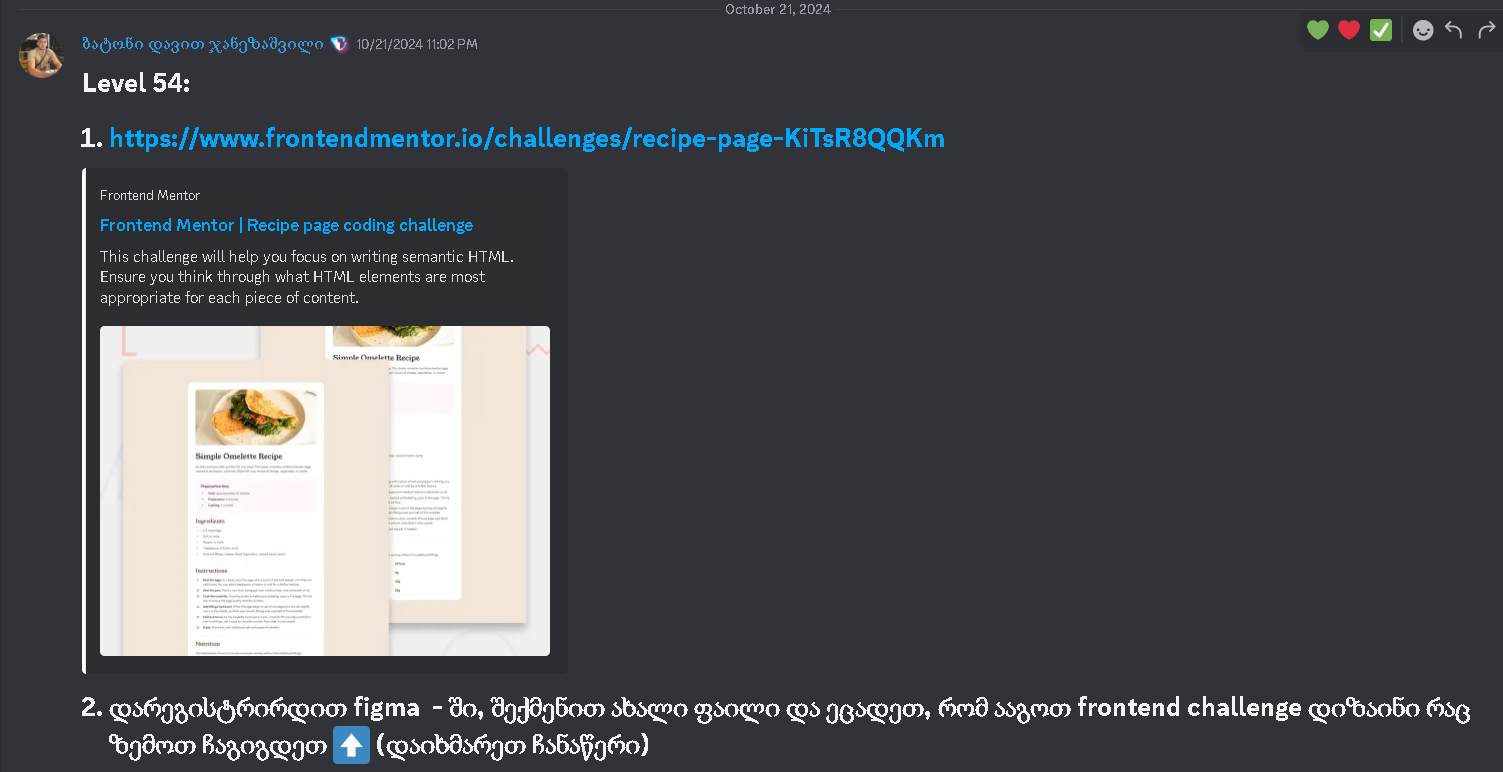 October 21, 2024
ბატონი დავით ჯანეზაშვილი 10/21/2024 11:02 PM
Level 54:
1. https://www.frontendmentor.io/challenges/recipe-page-KiTsR8QQKm
Frontend Mentor
Frontend Mentor | Recipe page coding challenge
This challenge will help you focus on writing semantic HTML.
Ensure you think through what HTML elements are most
appropriate for each piece of content.
Simple Omelette Recipe
Simple Omelette Recipe
Preparation time
Ingredients
Instructions
Nutrition
2. დარეგისტრირდით figma - ში, შექმენით ახალი ფაილი და ეცადეთ, რომ ააგოთ frontend challenge დიზაინი რაც
ზემოთ ჩაგიგდეთ ⬆️ (დაიხმარეთ ჩანაწერი)